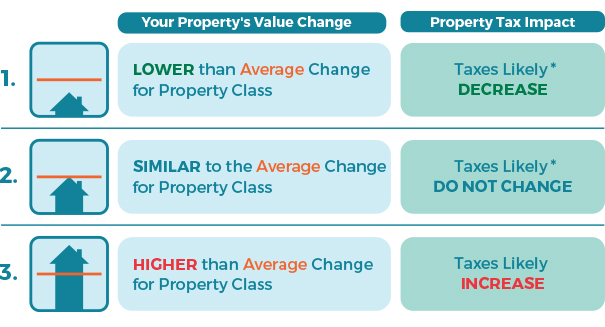 Your Property's Value Change
Property Tax Impact
1.
LOWER than Average Change
for Property Class
Taxes Likely *
DECREASE
2.
SIMILAR to the Average Change
for Property Class
Taxes Likely *
DO NOT CHANGE
3.
HIGHER than Average Change
for Property Class
Taxes Likely
INCREASE